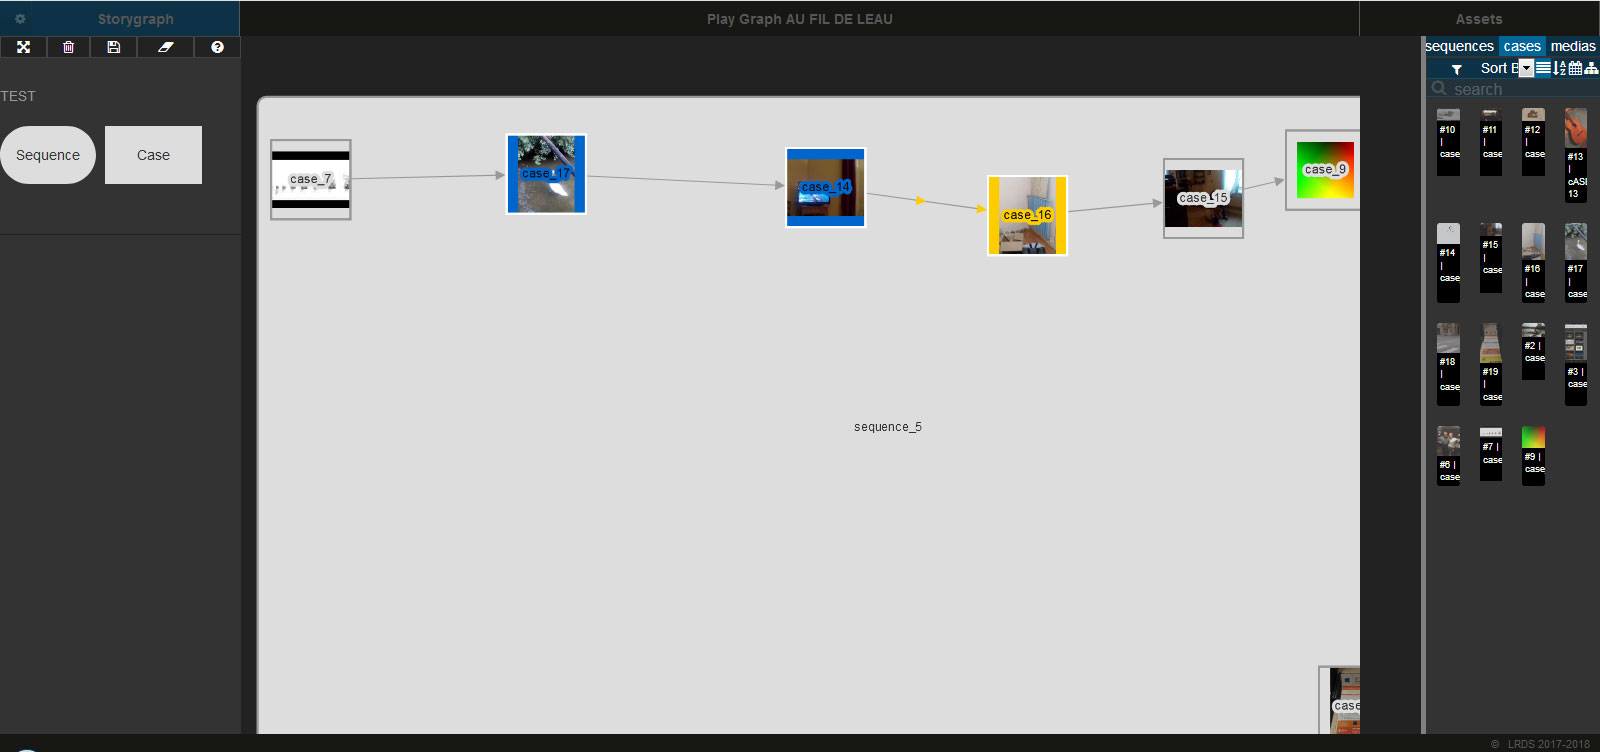 Storygraph
Play Graph AU FIL DE LEAU
Assets
sequences cases medias
Sort B
search
TEST
Sequence
Case
case_7
case_17
case_14
case_16
case_15
case_9
sequence_5
case
#10
|
case
#11
|
case
#12
|
case
#13
|
cASE
13
#14
|
case
#15
|
case
#16
|
case
#17
|
case
#18
|
case
#19
|
case
#2 |
case
#3 |
case
#6 |
case
#7 |
case
#9 |
case
© LRDS 2017-2018